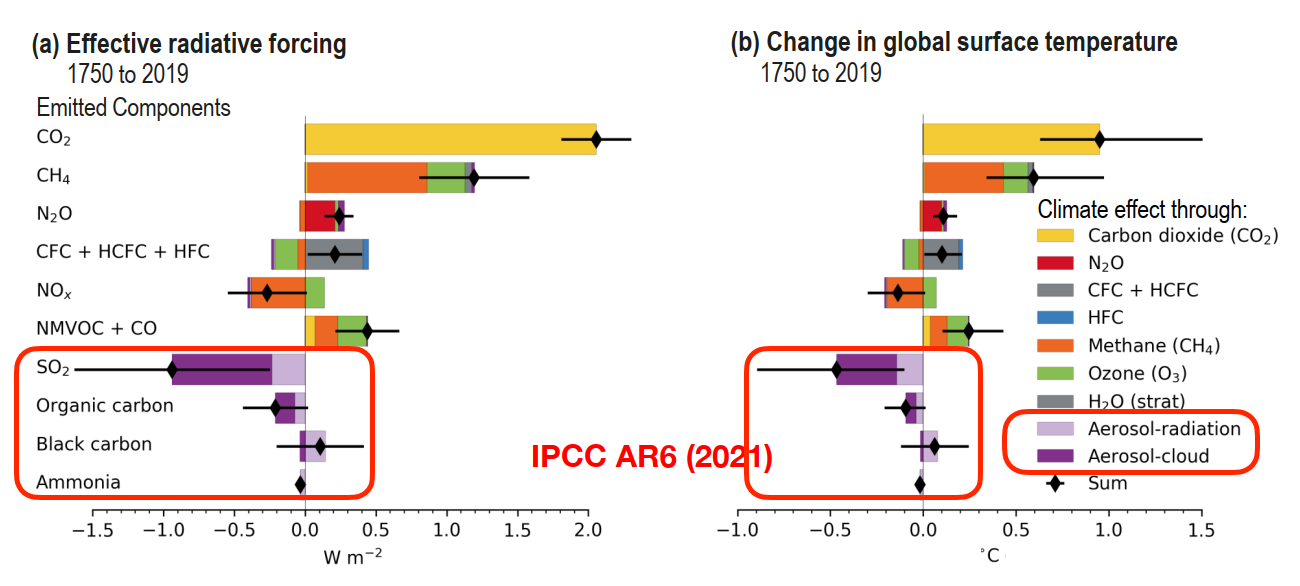 (a) Effective radiative forcing
1750 to 2019
Emitted Components
CO₂
CH₄
N₂O
CFC + HCFC + HFC
NOₓ
NMVOC + CO
SO₂
Organic carbon
Black carbon
Ammonia
−1.5 −1.0 −0.5 0.0 0.5 1.0 1.5 2.0
W m⁻²
IPCC AR6 (2021)
(b) Change in global surface temperature
1750 to 2019
Climate effect through:
Carbon dioxide (CO₂)
N₂O
CFC + HCFC
HFC
Methane (CH₄)
Ozone (O₃)
H₂O (strat)
Aerosol-radiation
Aerosol-cloud
Sum
−1.0 −0.5 0.0 0.5 1.0 1.5
°C